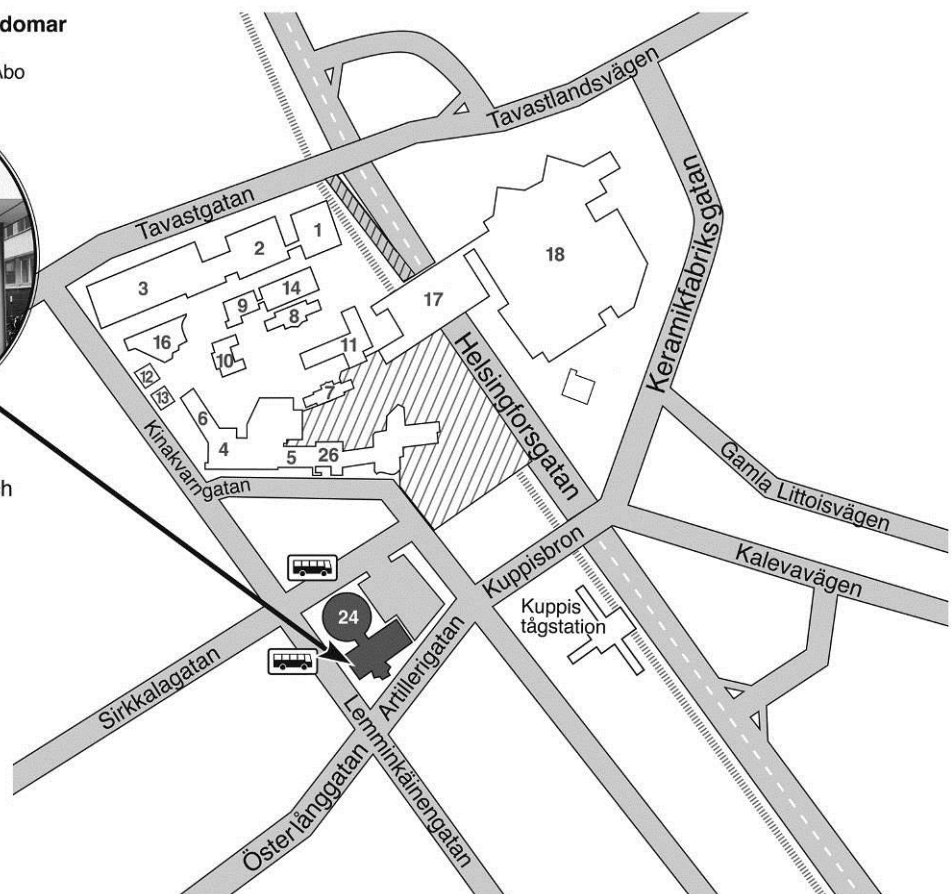 domar
Åbo
Tavastlandsvägen
Tavastgatan
Keramikfabriksgatan
1
2
3
14
9
8
18
17
16
11
10
12
13
7
6
4
5
26
Helsingforsgatan
Kinakvarngatan
Gamla Littoisvägen
ch
Kuppisbron
Kalevavägen
24
Kuppis
tågstation
Sirkkalagatan
Artillerigatan
Lemminkäinengatan
Österlånggatan